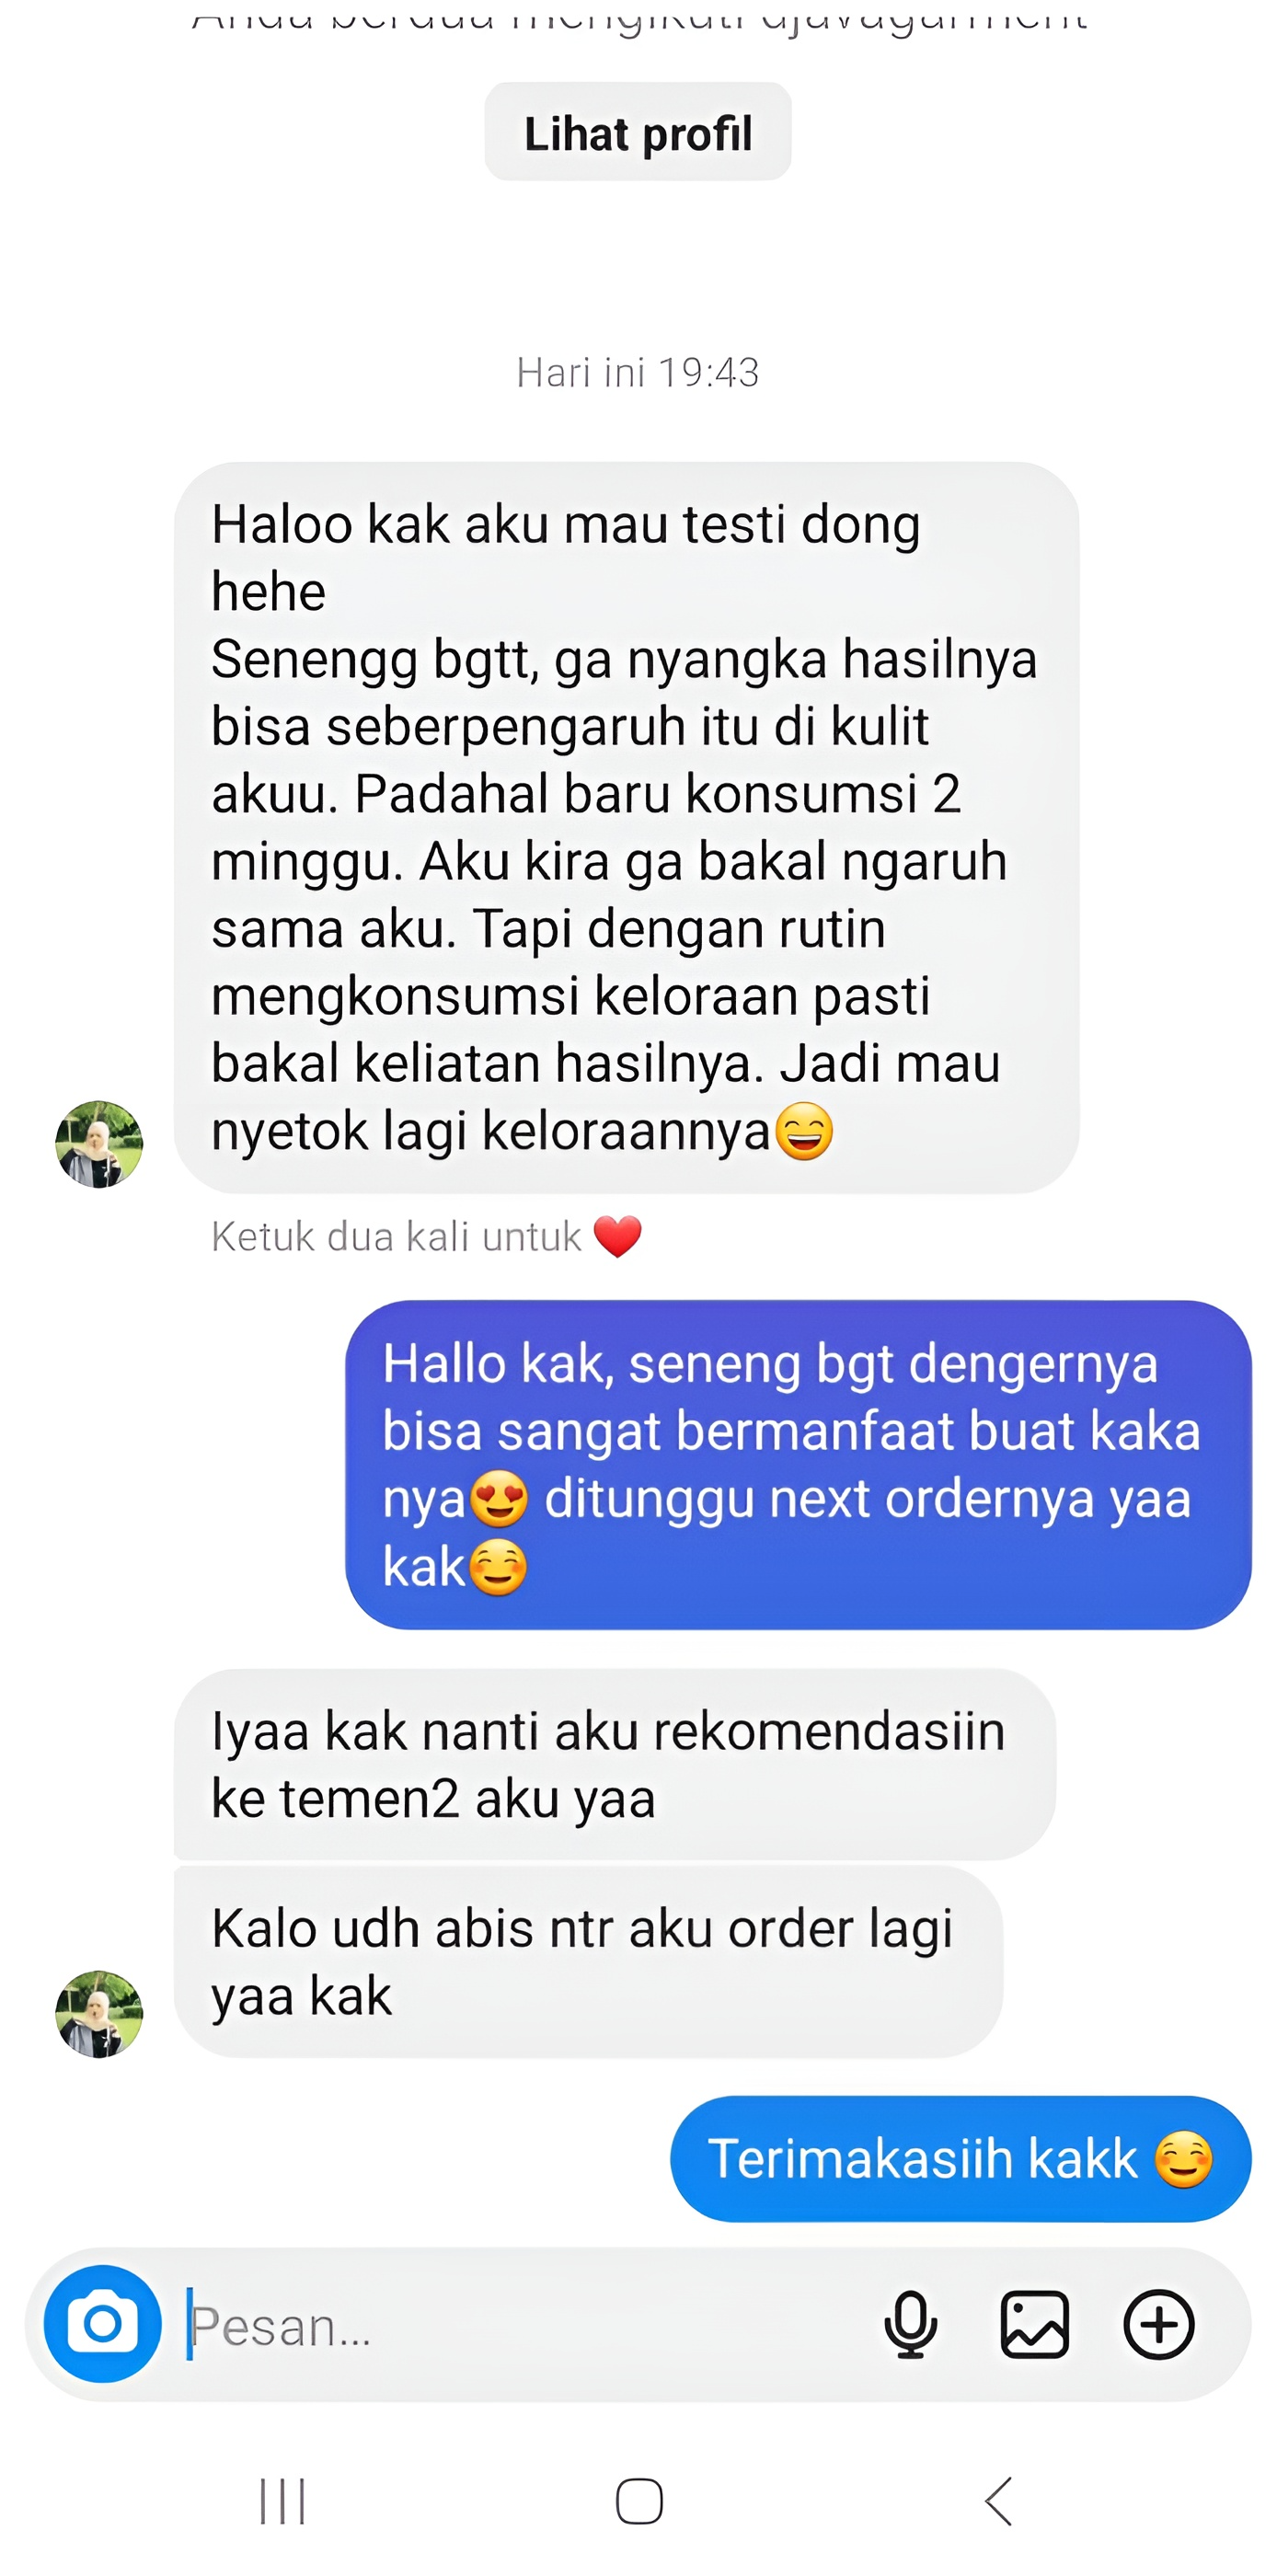 Anda berdua mengikuti djavagarment
Lihat profil
Hari ini 19:43
Haloo kak aku mau testi dong
hehe
Senengg bgtt, ga nyangka hasilnya
bisa seberpengaruh itu di kulit
akuu. Padahal baru konsumsi 2
minggu. Aku kira ga bakal ngaruh
sama aku. Tapi dengan rutin
mengkonsumsi keloraan pasti
bakal keliatan hasilnya. Jadi mau
nyetok lagi keloraannya😄
Ketuk dua kali untuk ❤️
Hallo kak, seneng bgt dengernya
bisa sangat bermanfaat buat kaka
nya😍 ditunggu next ordernya yaa
kak☺️
Iyaa kak nanti aku rekomendasiin
ke temen2 aku yaa
Kalo udh abis ntr aku order lagi
yaa kak
Terimakasiih kakk ☺️
Pesan...